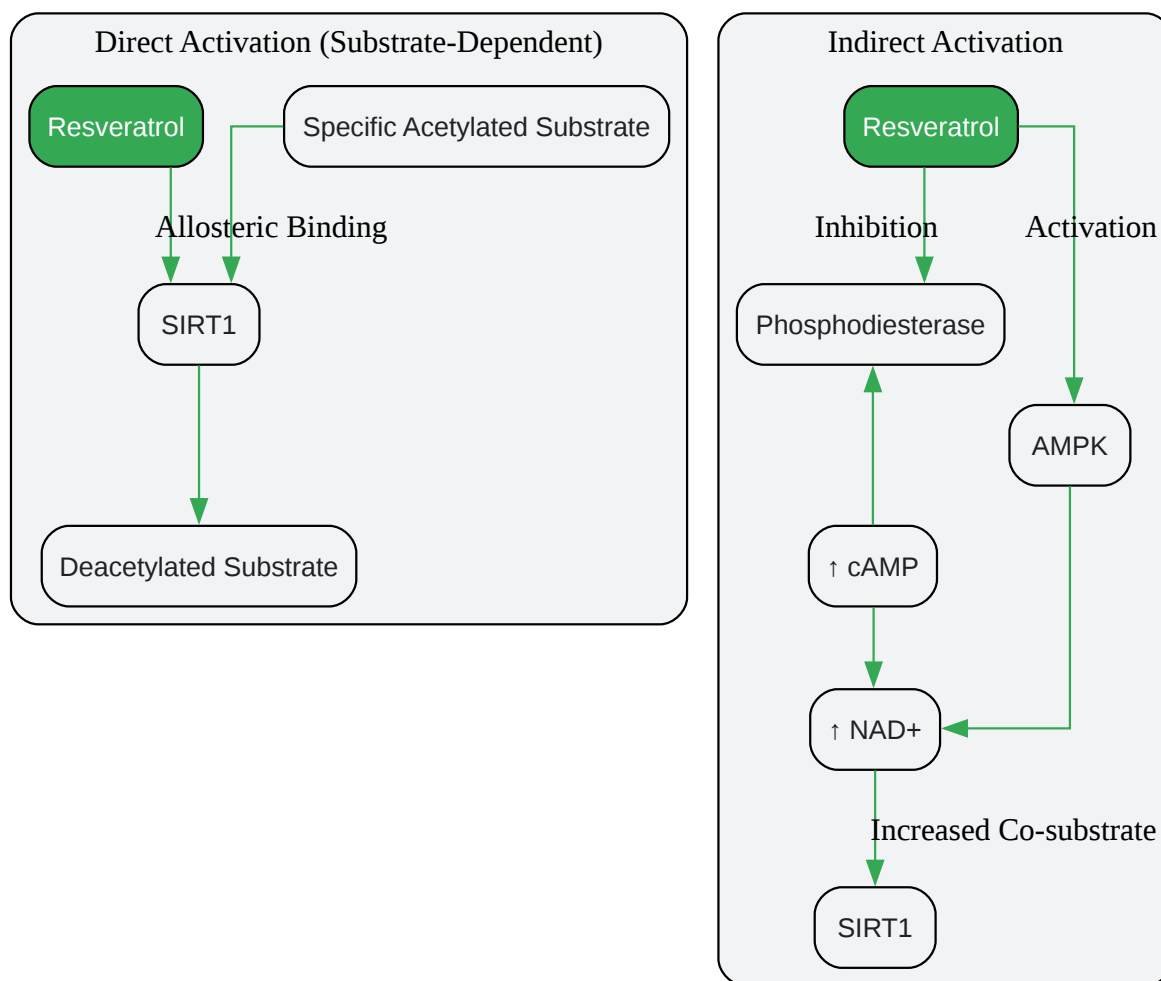 Direct Activation (Substrate-Dependent)
Resveratrol
Specific Acetylated Substrate
Allosteric Binding
SIRT1
Deacetylated Substrate
Indirect Activation
Resveratrol
Inhibition
Activation
Phosphodiesterase
AMPK
↑ cAMP
↑ NAD+
Increased Co-substrate
SIRT1